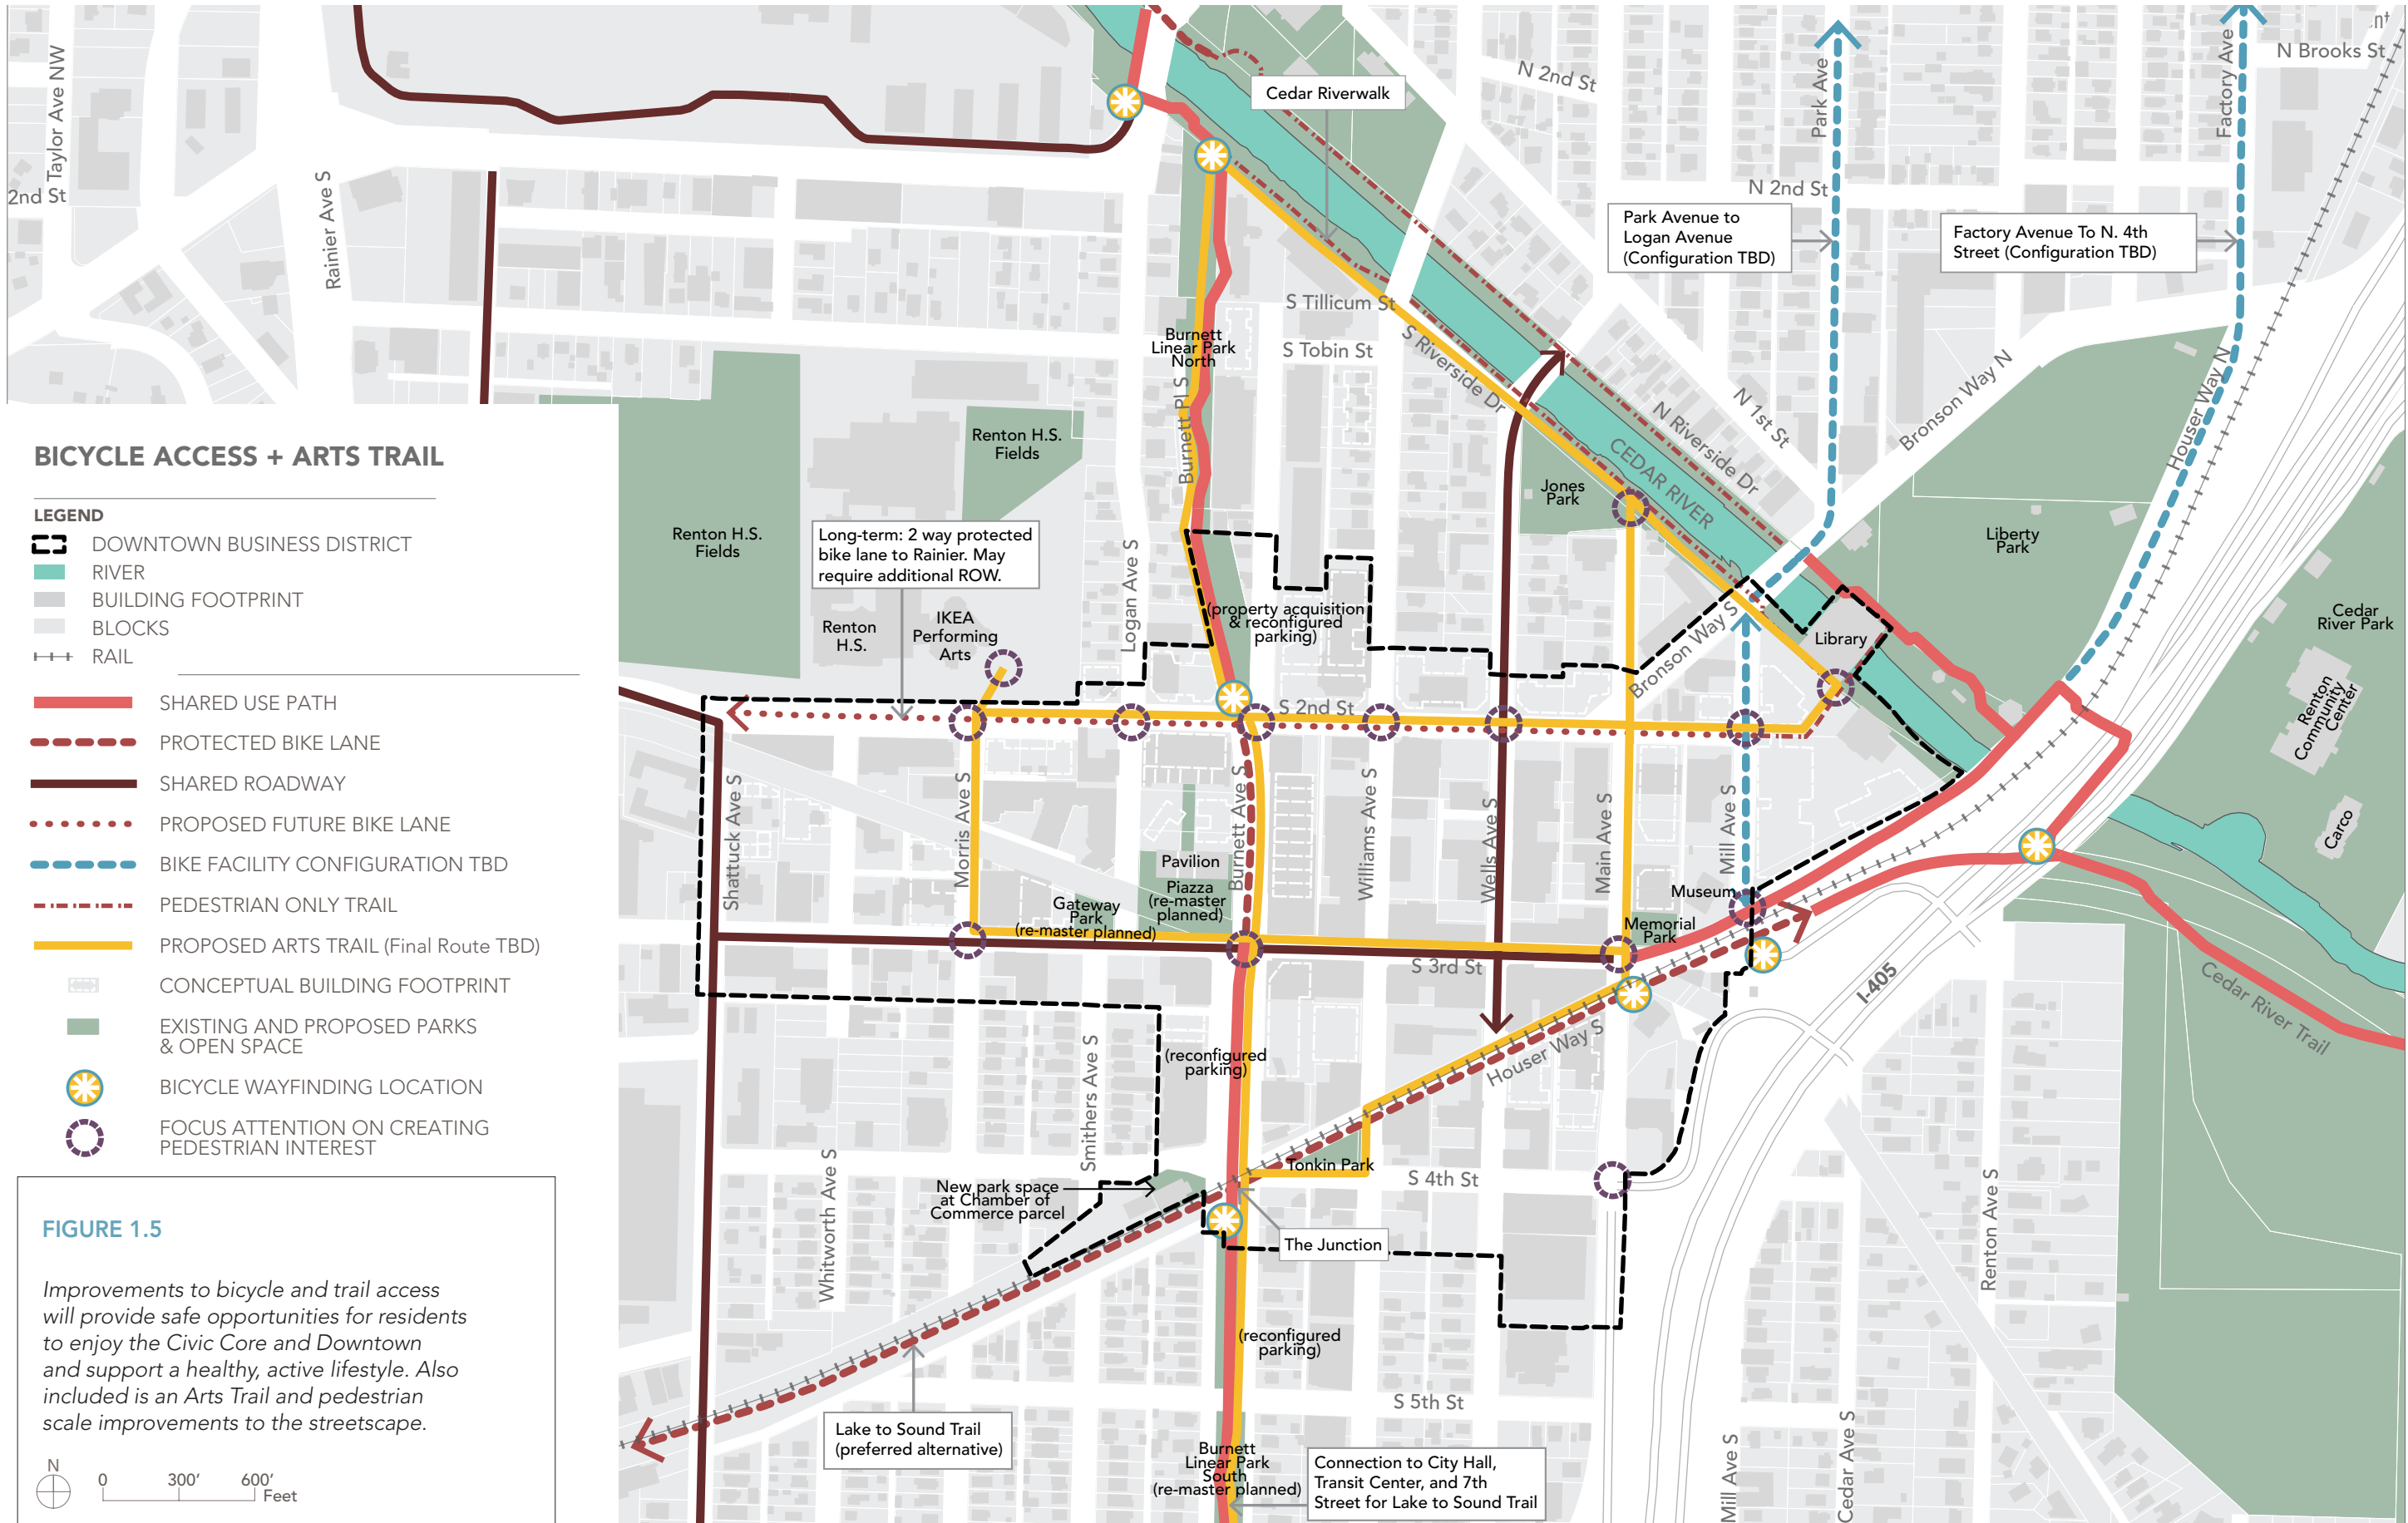 BICYCLE ACCESS + ARTS TRAIL
LEGEND
DOWNTOWN BUSINESS DISTRICT
RIVER
BUILDING FOOTPRINT
BLOCKS
RAIL
SHARED USE PATH
PROTECTED BIKE LANE
SHARED ROADWAY
PROPOSED FUTURE BIKE LANE
BIKE FACILITY CONFIGURATION TBD
PEDESTRIAN ONLY TRAIL
PROPOSED ARTS TRAIL (Final Route TBD)
CONCEPTUAL BUILDING FOOTPRINT
EXISTING AND PROPOSED PARKS
& OPEN SPACE
BICYCLE WAYFINDING LOCATION
FOCUS ATTENTION ON CREATING
PEDESTRIAN INTEREST
FIGURE 1.5
Improvements to bicycle and trail access
will provide safe opportunities for residents
to enjoy the Civic Core and Downtown
and support a healthy, active lifestyle. Also
included is an Arts Trail and pedestrian
scale improvements to the streetscape.
N
0 300' 600'
Feet
Taylor Ave NW
2nd St
Rainier Ave S
Cedar Riverwalk
N 2nd St
Park Ave
Factory Ave
N Brooks St
N 2nd St
Park Avenue to
Logan Avenue
(Configuration TBD)
Factory Avenue To N. 4th
Street (Configuration TBD)
S Tillicum St
S Tobin St
S Riverside Dr
Burnett
Linear Park
North
Burnett Pl S
N 1st St
N Riverside Dr
CEDAR RIVER
Bronson Way N
Houser Way N
Renton H.S.
Fields
Renton H.S.
Fields
Jones
Park
Liberty
Park
Long-term: 2 way protected
bike lane to Rainier. May
require additional ROW.
Logan Ave S
IKEA
Performing
Arts
Renton
H.S.
(property acquisition
& reconfigured
parking)
Bronson Way S
Library
Cedar
River Park
Renton
Community
Center
Carco
S 2nd St
Shattuck Ave S
Morris Ave S
Burnett Ave S
Williams Ave S
Wells Ave S
Main Ave S
Mill Ave S
Pavilion
Piazza
(re-master
planned)
Gateway
Park
(re-master planned)
Museum
Memorial
Park
S 3rd St
I-405
Cedar River Trail
Houser Way S
Smithers Ave S
(reconfigured
parking)
Whitworth Ave S
New park space
at Chamber of
Commerce parcel
Tonkin Park
S 4th St
The Junction
Renton Ave S
(reconfigured
parking)
S 5th St
Lake to Sound Trail
(preferred alternative)
Burnett
Linear Park
South
(re-master planned)
Connection to City Hall,
Transit Center, and 7th
Street for Lake to Sound Trail
Mill Ave S
Cedar Ave S